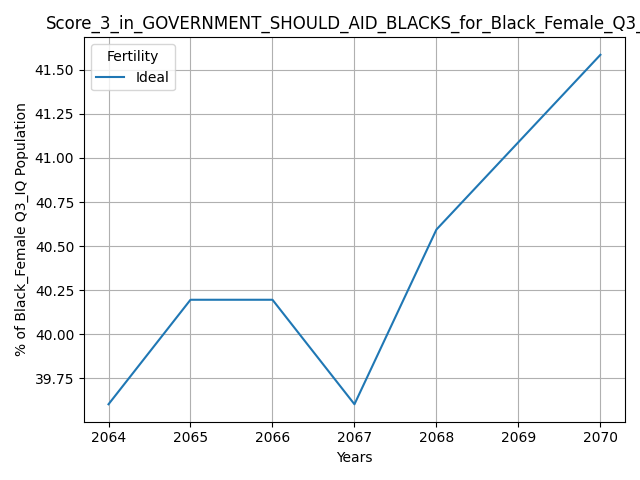 Score_3_in_GOVERNMENT_SHOULD_AID_BLACKS_for_Black_Female_Q3_
Fertility
Ideal
41.50
41.25
41.00
40.75
40.50
40.25
40.00
39.75
% of Black_Female Q3_IQ Population
2064 2065 2066 2067 2068 2069 2070
Years